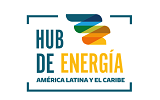 HUB
DE ENERGÍA
AMÉRICA LATINA Y EL CARIBE